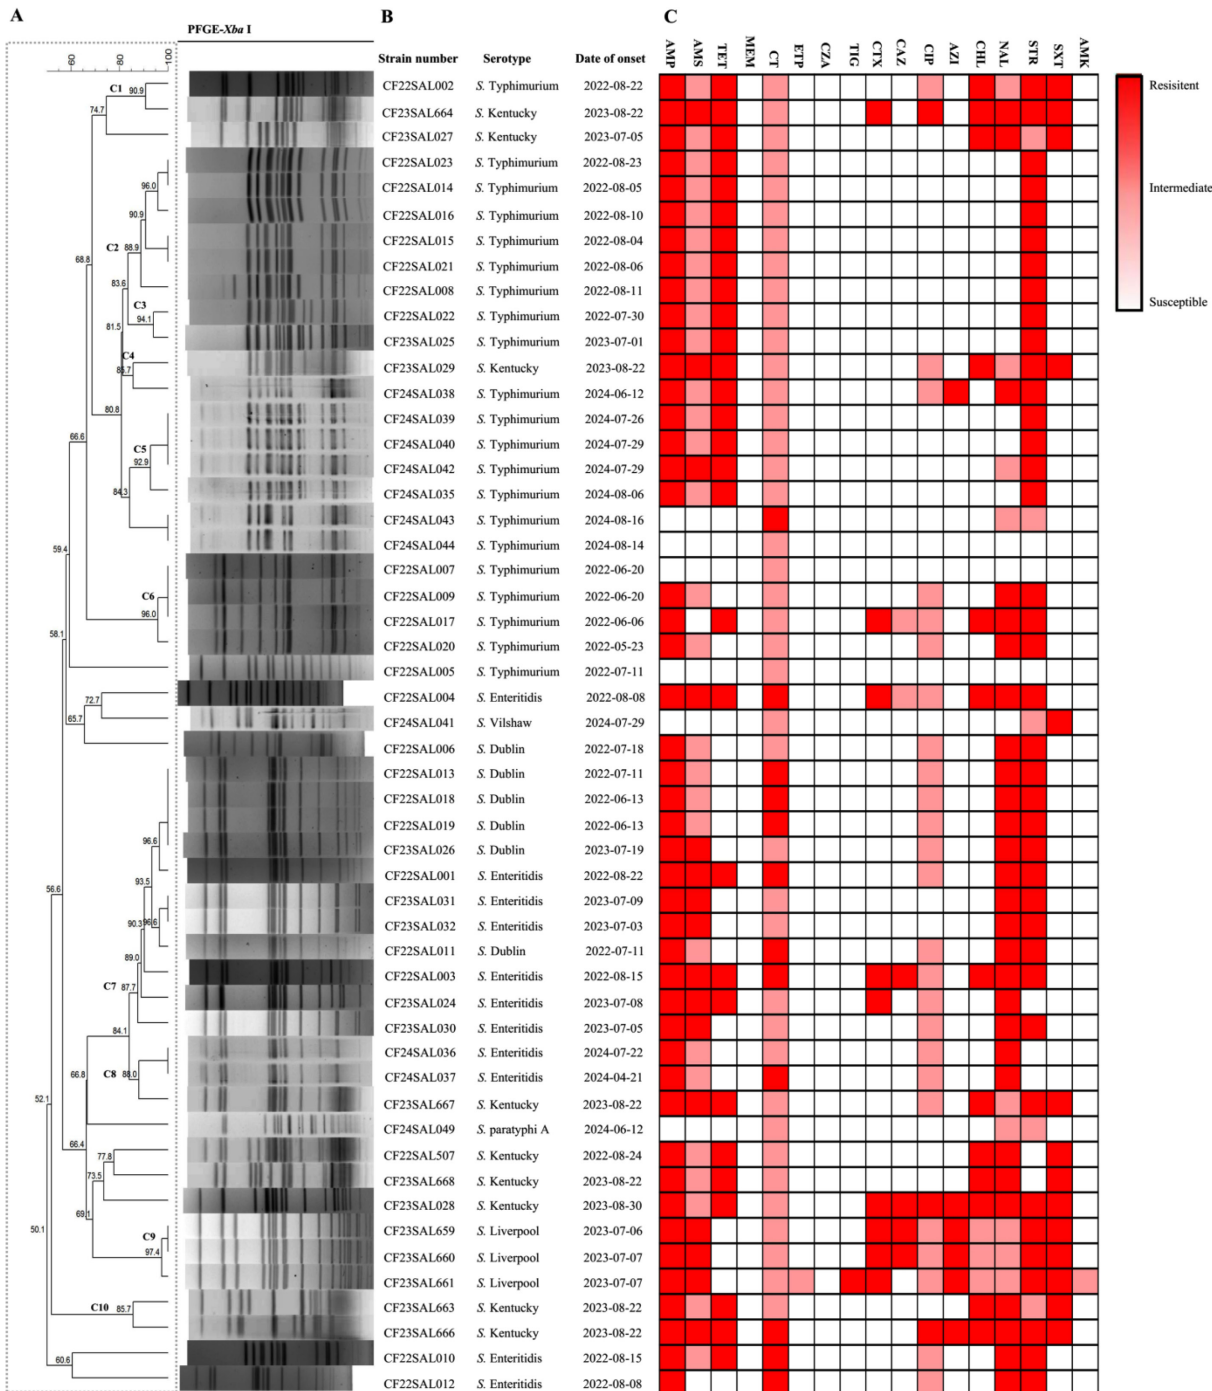 A
B
C
PFGE-Xba I
60
80
100
Strain number Serotype Date of onset
AMP AMS TET MEM CT ETP CZA TIG CTX CAZ CIP AZI CHL NAL STR SXT AMK
CF22SAL002 S. Typhimurium 2022-08-22
CF23SAL664 S. Kentucky 2023-08-22
CF23SAL027 S. Kentucky 2023-07-05
CF22SAL023 S. Typhimurium 2022-08-23
CF22SAL014 S. Typhimurium 2022-08-05
CF22SAL016 S. Typhimurium 2022-08-10
CF22SAL015 S. Typhimurium 2022-08-04
CF22SAL021 S. Typhimurium 2022-08-06
CF22SAL008 S. Typhimurium 2022-08-11
CF22SAL022 S. Typhimurium 2022-07-30
CF23SAL025 S. Typhimurium 2023-07-01
CF23SAL029 S. Kentucky 2023-08-22
CF24SAL038 S. Typhimurium 2024-06-12
CF24SAL039 S. Typhimurium 2024-07-26
CF24SAL040 S. Typhimurium 2024-07-29
CF24SAL042 S. Typhimurium 2024-07-29
CF24SAL035 S. Typhimurium 2024-08-06
CF24SAL043 S. Typhimurium 2024-08-16
CF24SAL044 S. Typhimurium 2024-08-14
CF22SAL007 S. Typhimurium 2022-06-20
CF22SAL009 S. Typhimurium 2022-06-20
CF22SAL017 S. Typhimurium 2022-06-06
CF22SAL020 S. Typhimurium 2022-05-23
CF22SAL005 S. Typhimurium 2022-07-11
CF22SAL004 S. Enteritidis 2022-08-08
CF24SAL041 S. Vilshaw 2024-07-29
CF22SAL006 S. Dublin 2022-07-18
CF22SAL013 S. Dublin 2022-07-11
CF22SAL018 S. Dublin 2022-06-13
CF22SAL019 S. Dublin 2022-06-13
CF23SAL026 S. Dublin 2023-07-19
CF22SAL001 S. Enteritidis 2022-08-22
CF23SAL031 S. Enteritidis 2023-07-09
CF23SAL032 S. Enteritidis 2023-07-03
CF22SAL011 S. Dublin 2022-07-11
CF22SAL003 S. Enteritidis 2022-08-15
CF23SAL024 S. Enteritidis 2023-07-08
CF23SAL030 S. Enteritidis 2023-07-05
CF24SAL036 S. Enteritidis 2024-07-22
CF24SAL037 S. Enteritidis 2024-04-21
CF23SAL667 S. Kentucky 2023-08-22
CF24SAL049 S. paratyphi A 2024-06-12
CF22SAL507 S. Kentucky 2022-08-24
CF23SAL668 S. Kentucky 2023-08-22
CF23SAL028 S. Kentucky 2023-08-30
CF23SAL659 S. Liverpool 2023-07-06
CF23SAL660 S. Liverpool 2023-07-07
CF23SAL661 S. Liverpool 2023-07-07
CF23SAL663 S. Kentucky 2023-08-22
CF23SAL666 S. Kentucky 2023-08-22
CF22SAL010 S. Enteritidis 2022-08-15
CF22SAL012 S. Enteritidis 2022-08-08
C1 90.9
74.7
96.0
90.9
C2 88.9
68.8
83.6
C3
94.1
81.5
C4
85.7
80.8
66.6
C5
92.9
84.3
59.4
C6
96.0
58.1
72.7
65.7
96.6
93.5
56.6
90.3
96.6
89.0
C7 87.7
84.1
66.8
C8 88.0
52.1
66.4
77.8
73.5
69.1
50.1
C9
97.4
C10 85.7
60.6
Resisitent
Intermediate
Susceptible